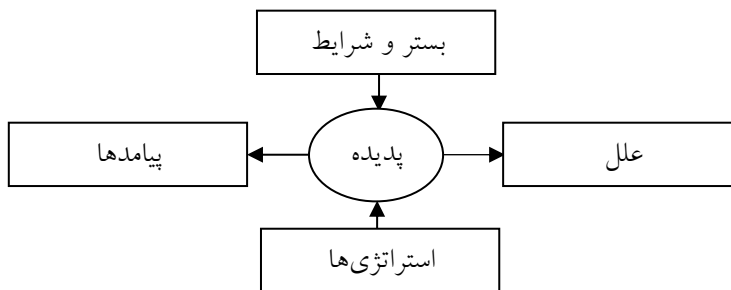 بستر و شرایط
علل
پدیده
پیامدها
استراتژی‌ها